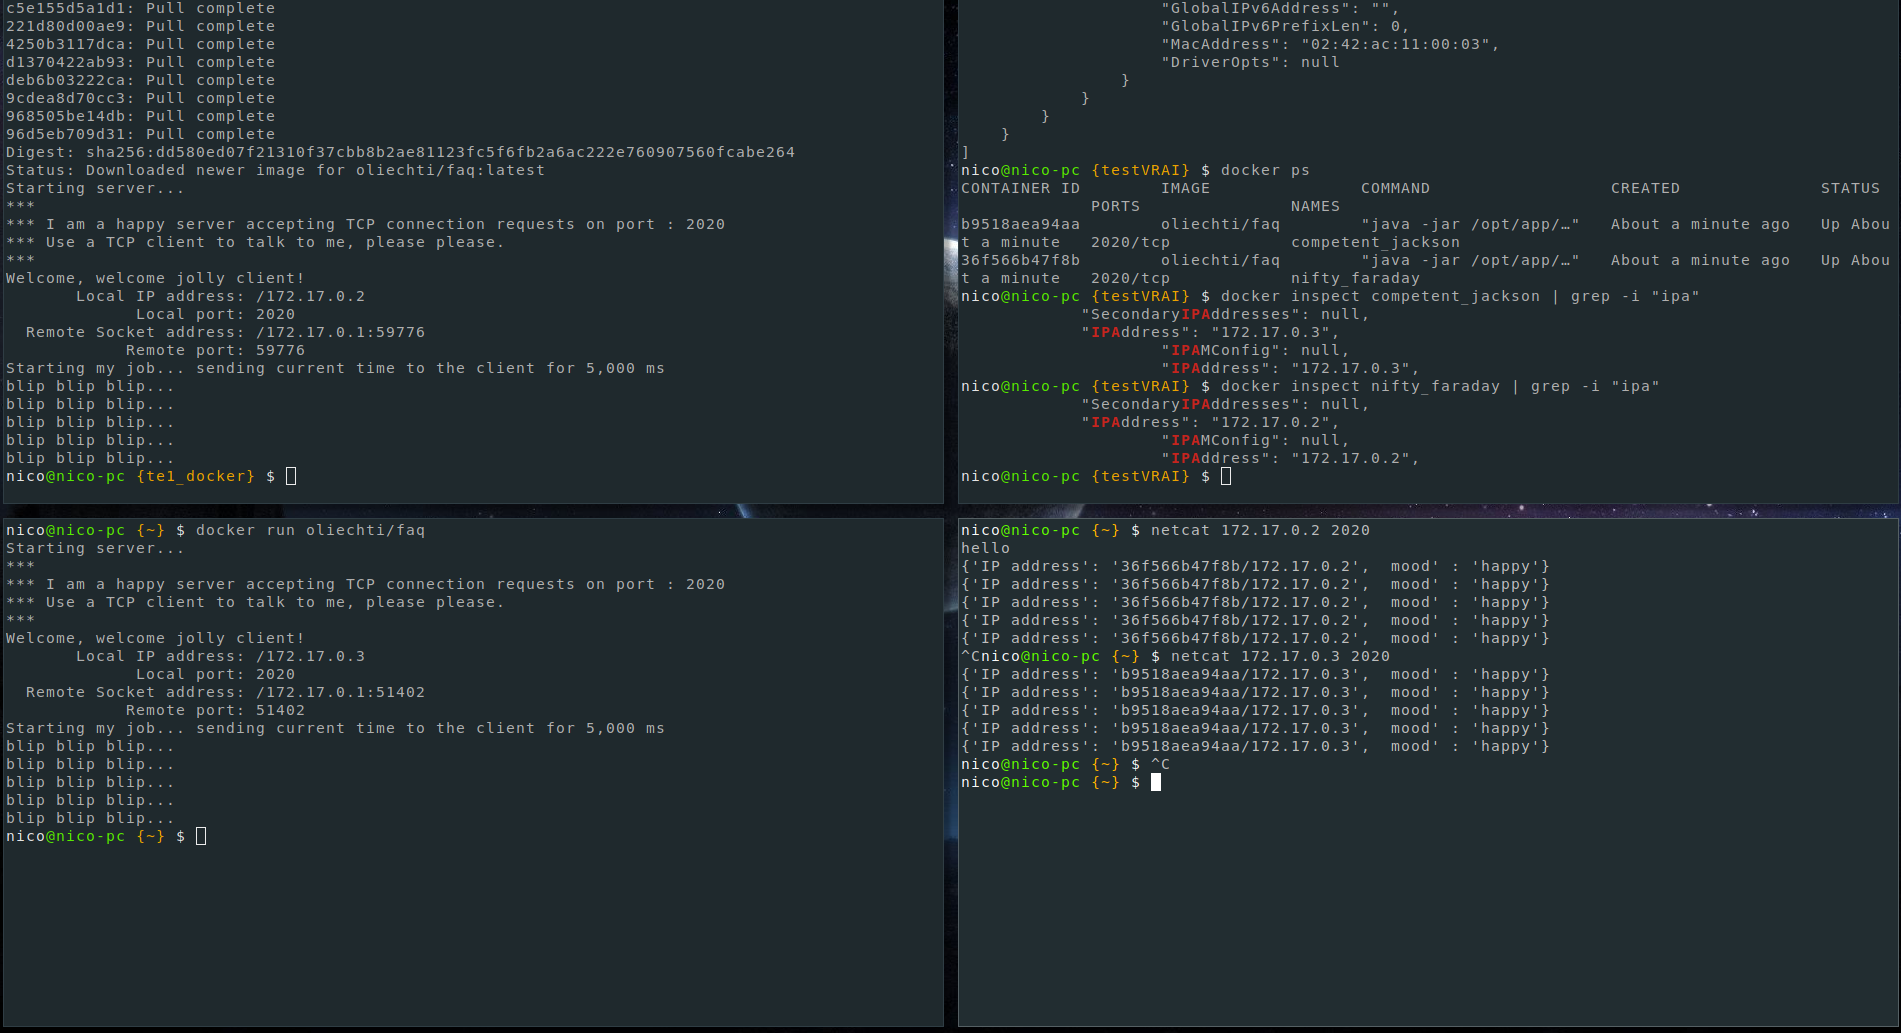 c5e155d5a1d1: Pull complete
221d80d00ae9: Pull complete
4250b3117dca: Pull complete
d1370422ab93: Pull complete
deb6b03222ca: Pull complete
9cdea8d70cc3: Pull complete
968505be14db: Pull complete
96d5eb709d31: Pull complete
Digest: sha256:dd580ed07f21310f37cbb8b2ae81123fc5f6fb2a6ac222e760907560fcabe264
Status: Downloaded newer image for oliechti/faq:latest
Starting server...
***
*** I am a happy server accepting TCP connection requests on port : 2020
*** Use a TCP client to talk to me, please please.
***
Welcome, welcome jolly client!
       Local IP address: /172.17.0.2
             Local port: 2020
  Remote Socket address: /172.17.0.1:59776
            Remote port: 59776
Starting my job... sending current time to the client for 5,000 ms
blip blip blip...
blip blip blip...
blip blip blip...
blip blip blip...
blip blip blip...
nico@nico-pc {te1_docker} $
"GlobalIPv6Address": "",
"GlobalIPv6PrefixLen": 0,
"MacAddress": "02:42:ac:11:00:03",
"DriverOpts": null
                }
            }
        }
    }
]
nico@nico-pc {testVRAI} $ docker ps
CONTAINER ID        IMAGE               COMMAND                  CREATED              STATUS
             PORTS               NAMES
b9518aea94aa        oliechti/faq        "java -jar /opt/app/…"   About a minute ago   Up Abou
t a minute   2020/tcp            competent_jackson
36f566b47f8b        oliechti/faq        "java -jar /opt/app/…"   About a minute ago   Up Abou
t a minute   2020/tcp            nifty_faraday
nico@nico-pc {testVRAI} $ docker inspect competent_jackson | grep -i "ipa"
            "SecondaryIPAddresses": null,
            "IPAddress": "172.17.0.3",
                    "IPAMConfig": null,
                    "IPAddress": "172.17.0.3",
nico@nico-pc {testVRAI} $ docker inspect nifty_faraday | grep -i "ipa"
            "SecondaryIPAddresses": null,
            "IPAddress": "172.17.0.2",
                    "IPAMConfig": null,
                    "IPAddress": "172.17.0.2",
nico@nico-pc {testVRAI} $
nico@nico-pc {~} $ docker run oliechti/faq
Starting server...
***
*** I am a happy server accepting TCP connection requests on port : 2020
*** Use a TCP client to talk to me, please please.
***
Welcome, welcome jolly client!
       Local IP address: /172.17.0.3
             Local port: 2020
  Remote Socket address: /172.17.0.1:51402
            Remote port: 51402
Starting my job... sending current time to the client for 5,000 ms
blip blip blip...
blip blip blip...
blip blip blip...
blip blip blip...
blip blip blip...
nico@nico-pc {~} $
nico@nico-pc {~} $ netcat 172.17.0.2 2020
hello
{'IP address': '36f566b47f8b/172.17.0.2',  mood' : 'happy'}
{'IP address': '36f566b47f8b/172.17.0.2',  mood' : 'happy'}
{'IP address': '36f566b47f8b/172.17.0.2',  mood' : 'happy'}
{'IP address': '36f566b47f8b/172.17.0.2',  mood' : 'happy'}
{'IP address': '36f566b47f8b/172.17.0.2',  mood' : 'happy'}
^Cnico@nico-pc {~} $ netcat 172.17.0.3 2020
{'IP address': 'b9518aea94aa/172.17.0.3',  mood' : 'happy'}
{'IP address': 'b9518aea94aa/172.17.0.3',  mood' : 'happy'}
{'IP address': 'b9518aea94aa/172.17.0.3',  mood' : 'happy'}
{'IP address': 'b9518aea94aa/172.17.0.3',  mood' : 'happy'}
{'IP address': 'b9518aea94aa/172.17.0.3',  mood' : 'happy'}
nico@nico-pc {~} $ ^C
nico@nico-pc {~} $